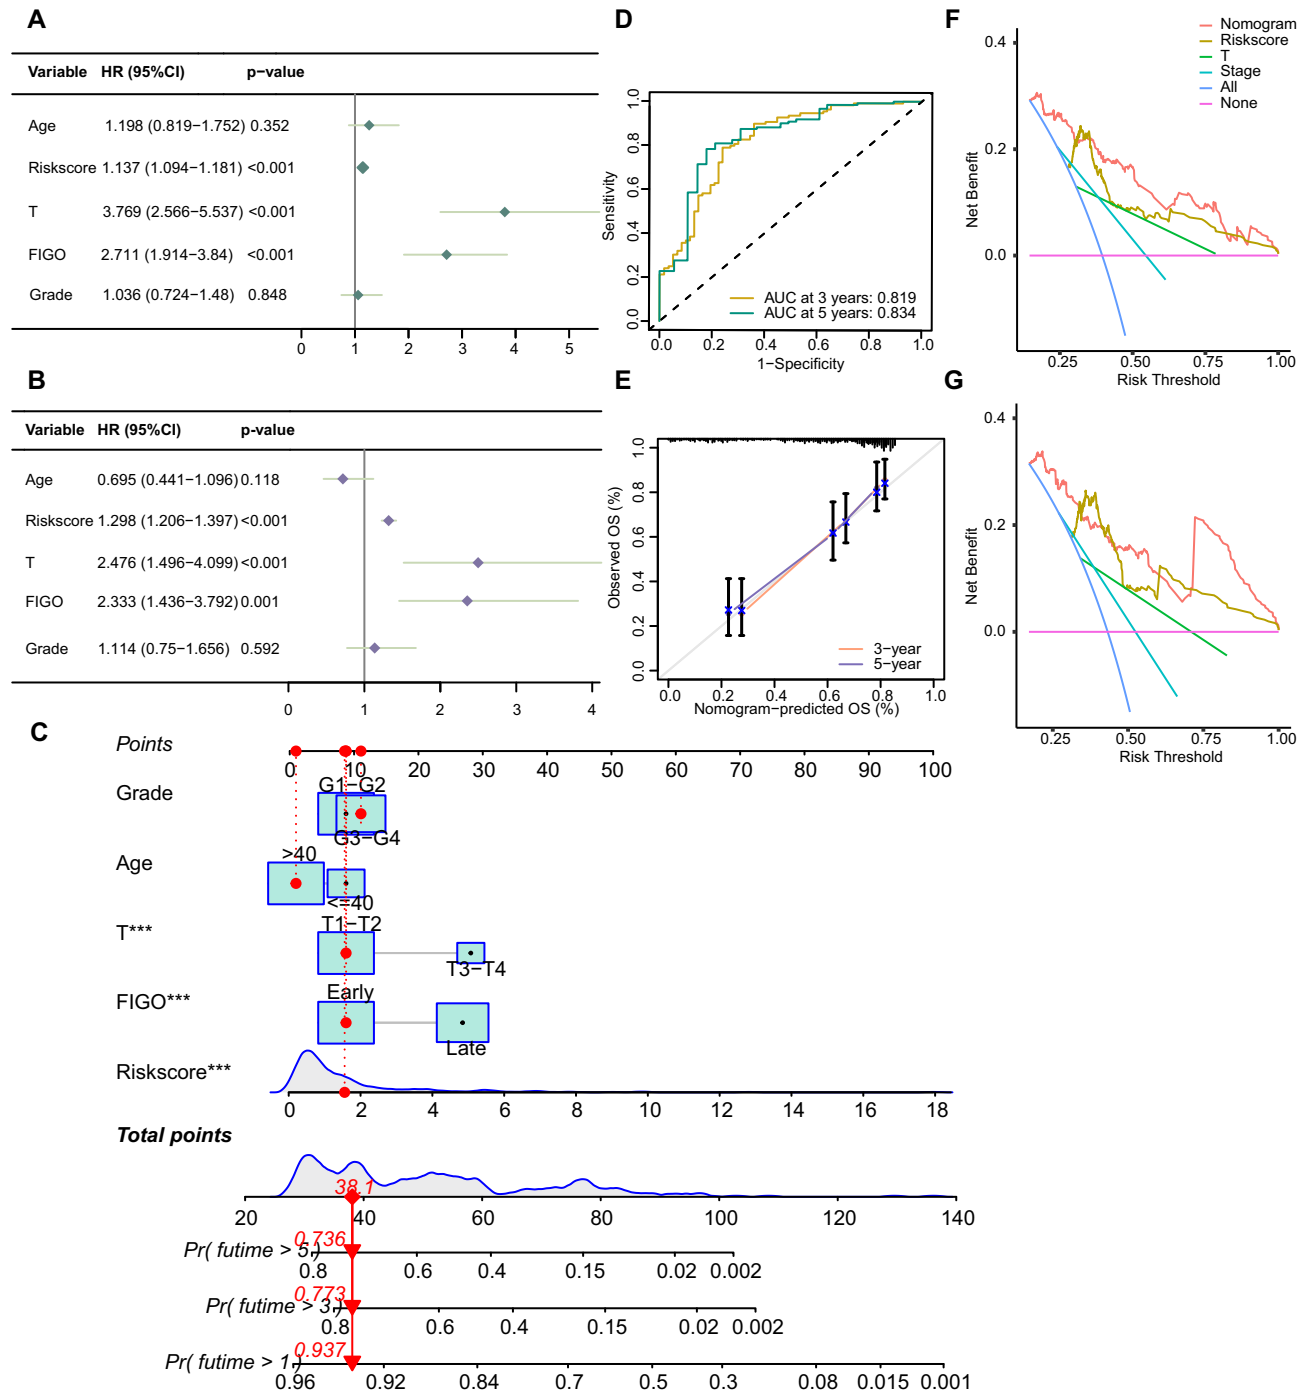 A
Variable HR (95%CI) p−value
Age 1.198 (0.819−1.752) 0.352
Riskscore 1.137 (1.094−1.181) <0.001
T 3.769 (2.566−5.537) <0.001
FIGO 2.711 (1.914−3.84) <0.001
Grade 1.036 (0.724−1.48) 0.848
0 1 2 3 4 5
B
Variable HR (95%CI) p−value
Age 0.695 (0.441−1.096) 0.118
Riskscore 1.298 (1.206−1.397) <0.001
T 2.476 (1.496−4.099) <0.001
FIGO 2.333 (1.436−3.792) 0.001
Grade 1.114 (0.75−1.656) 0.592
0 1 2 3 4
C
Points
0 10 20 30 40 50 60 70 80 90 100
Grade
G1−G2
G3−G4
Age
>40
<=40
T***
T1−T2
T3−T4
FIGO***
Early
Late
Riskscore***
0 2 4 6 8 10 12 14 16 18
Total points
38.1
20 40 60 80 100 120 140
0.736
Pr( futime > 5 )
0.8 0.6 0.4 0.15 0.02 0.002
0.773
Pr( futime > 3 )
0.8 0.6 0.4 0.15 0.02 0.002
0.937
Pr( futime > 1 )
0.96 0.92 0.84 0.7 0.5 0.3 0.08 0.015 0.001
D
Sensitivity
1.0
0.8
0.6
0.4
0.2
0.0
AUC at 3 years: 0.819
AUC at 5 years: 0.834
0.0 0.2 0.4 0.6 0.8 1.0
1−Specificity
E
Observed OS (%)
1.0
0.8
0.6
0.4
0.2
0.0
3−year
5−year
0.0 0.2 0.4 0.6 0.8 1.0
Nomogram−predicted OS (%)
F
Nomogram
Riskscore
T
Stage
All
None
Net Benefit
0.4
0.2
0.0
0.25 0.50 0.75 1.00
Risk Threshold
G
Net Benefit
0.4
0.2
0.0
0.25 0.50 0.75 1.00
Risk Threshold